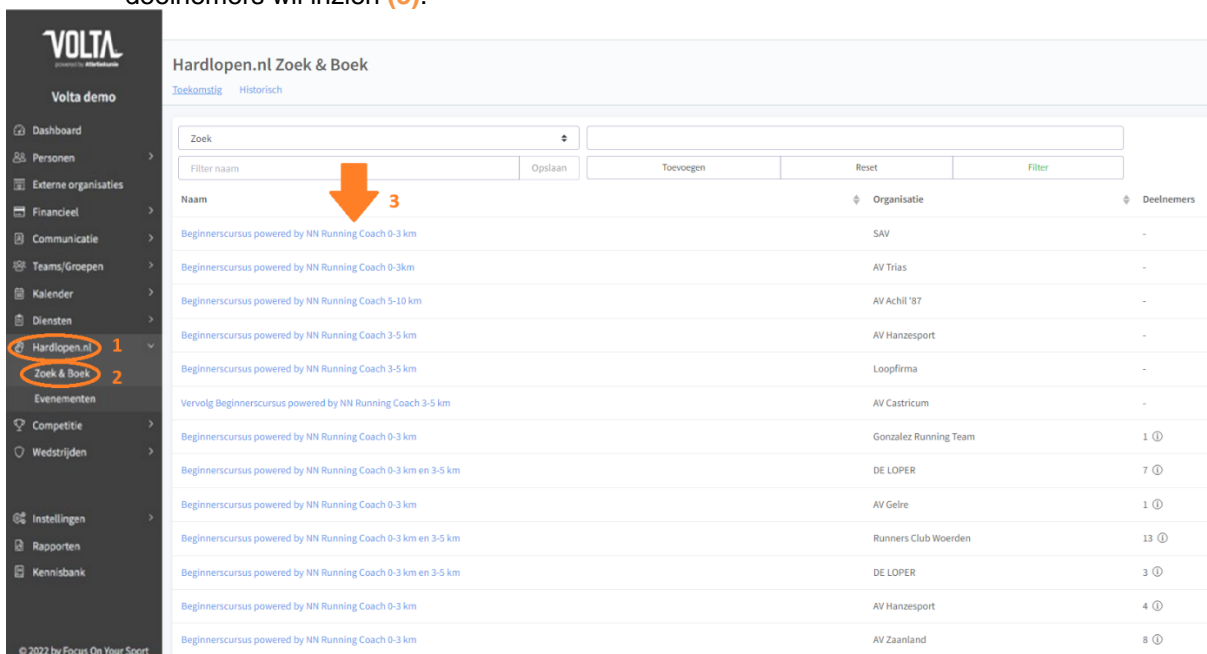 deelnemers wil inzien (3).
VOLTA
powered by Atletiekunie
Volta demo
Dashboard
Personen
Externe organisaties
Financieel
Communicatie
Teams/Groepen
Kalender
Diensten
Hardlopen.nl 1
Zoek & Boek 2
Evenementen
Competitie
Wedstrijden
Instellingen
Rapporten
Kennisbank
© 2022 by Focus On Your Sport
Hardlopen.nl Zoek & Boek
Toekomstig Historisch
Zoek
Filter naam Opslaan Toevoegen Reset Filter
3
Naam Organisatie Deelnemers
Beginnerscursus powered by NN Running Coach 0-3 km SAV -
Beginnerscursus powered by NN Running Coach 0-3km AV Trias -
Beginnerscursus powered by NN Running Coach 5-10 km AV Achil '87 -
Beginnerscursus powered by NN Running Coach 3-5 km AV Hanzesport -
Beginnerscursus powered by NN Running Coach 3-5 km Loopfirma -
Vervolg Beginnerscursus powered by NN Running Coach 3-5 km AV Castricum -
Beginnerscursus powered by NN Running Coach 0-3 km Gonzalez Running Team 1
Beginnerscursus powered by NN Running Coach 0-3 km en 3-5 km DE LOPER 7
Beginnerscursus powered by NN Running Coach 0-3 km AV Gelre 1
Beginnerscursus powered by NN Running Coach 0-3 km en 3-5 km Runners Club Woerden 13
Beginnerscursus powered by NN Running Coach 0-3 km en 3-5 km DE LOPER 3
Beginnerscursus powered by NN Running Coach 0-3 km AV Hanzesport 4
Beginnerscursus powered by NN Running Coach 0-3 km AV Zaanland 8